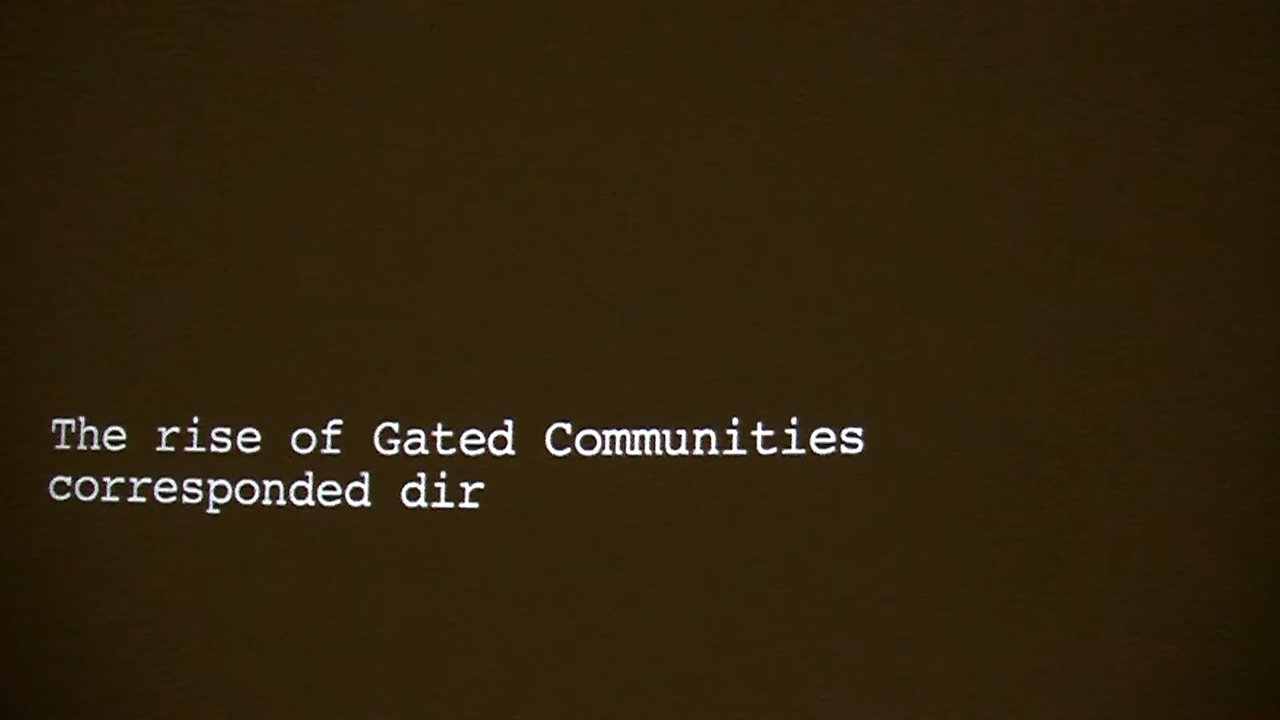 The rise of Gated Communities
corresponded dir